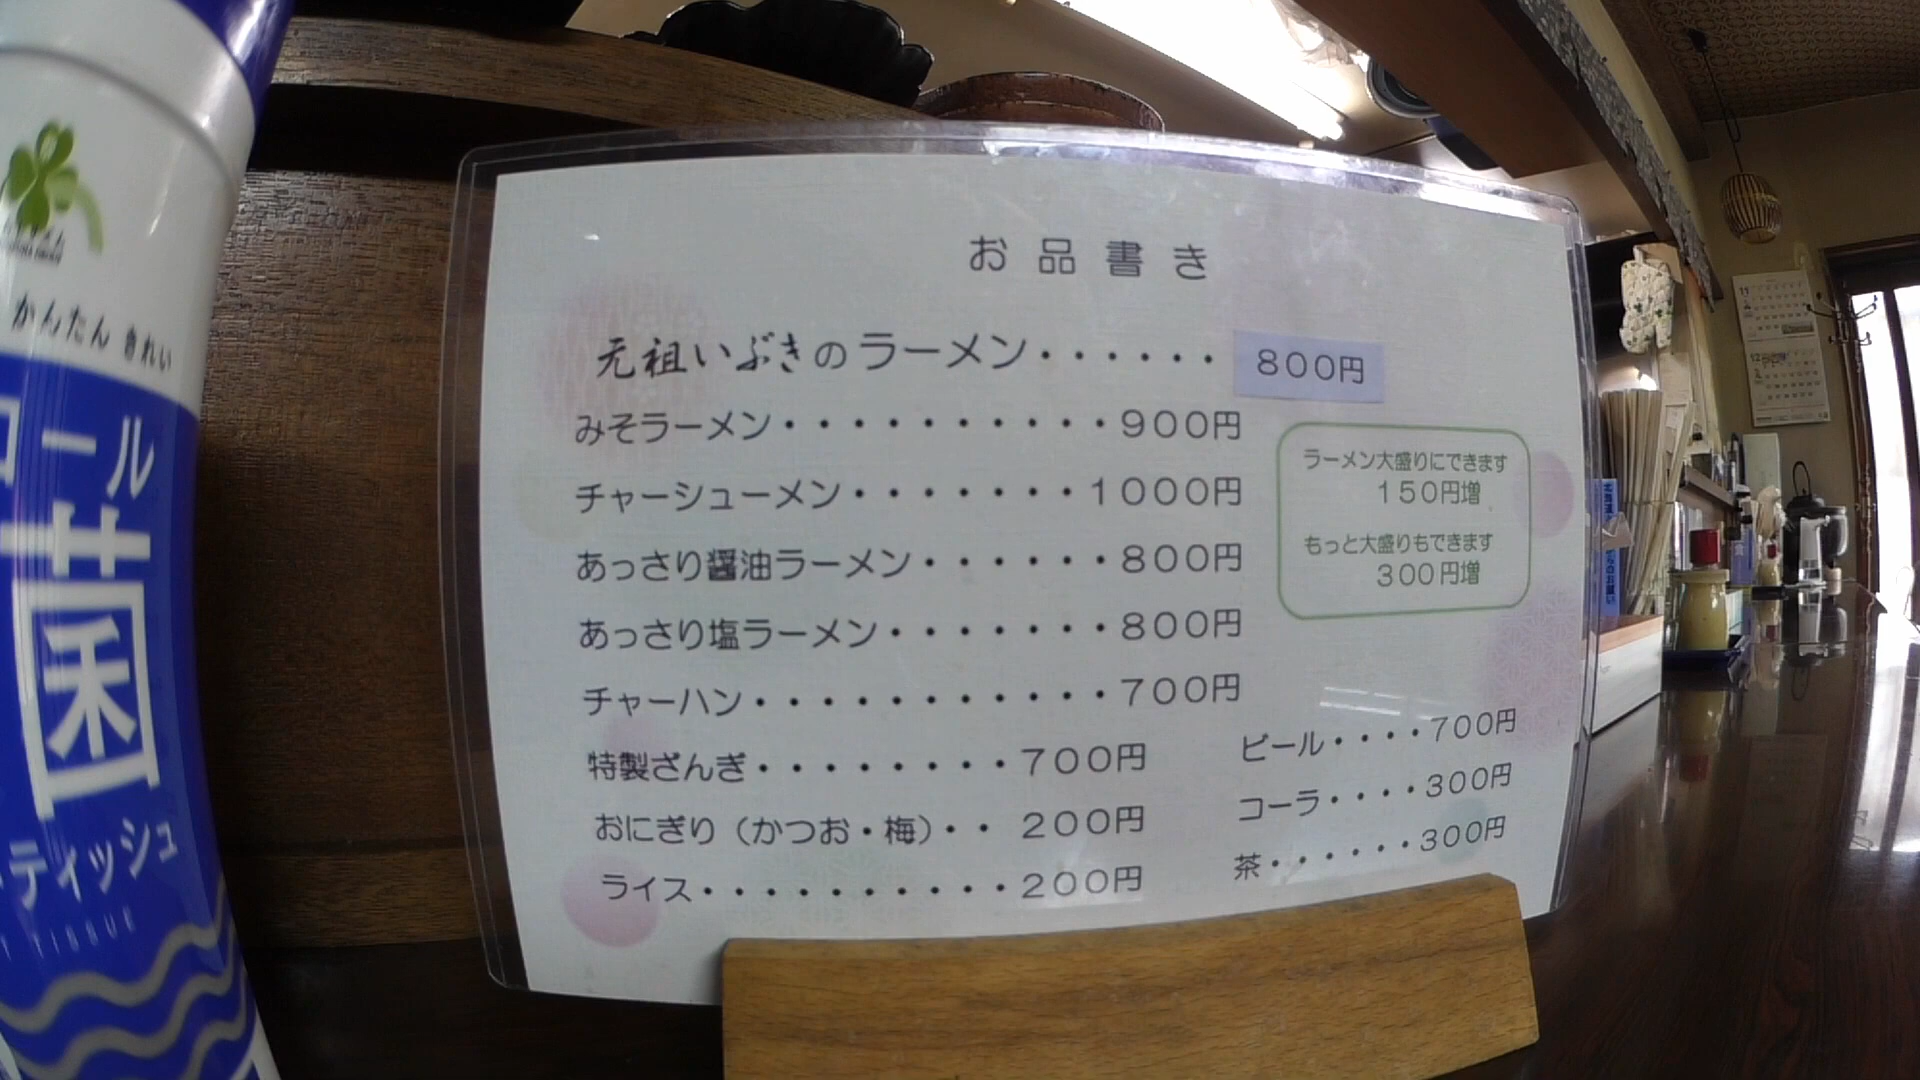 お品書き
元祖いぶきのラーメン・・・・・・ 800円
みそラーメン・・・・・・・・・・900円
チャーシューメン・・・・・・・1000円
あっさり醤油ラーメン・・・・・・800円
あっさり塩ラーメン・・・・・・・800円
チャーハン・・・・・・・・・・・700円
特製ざんぎ・・・・・・・・700円
おにぎり（かつお・梅）・・ 200円
ライス・・・・・・・・・・200円
ラーメン大盛りにできます
150円増
もっと大盛りもできます
300円増
ビール・・・・700円
コーラ・・・・300円
茶・・・・・・300円
かんたん きれい
ール
菌
ティッシュ
TISSUE
11
12